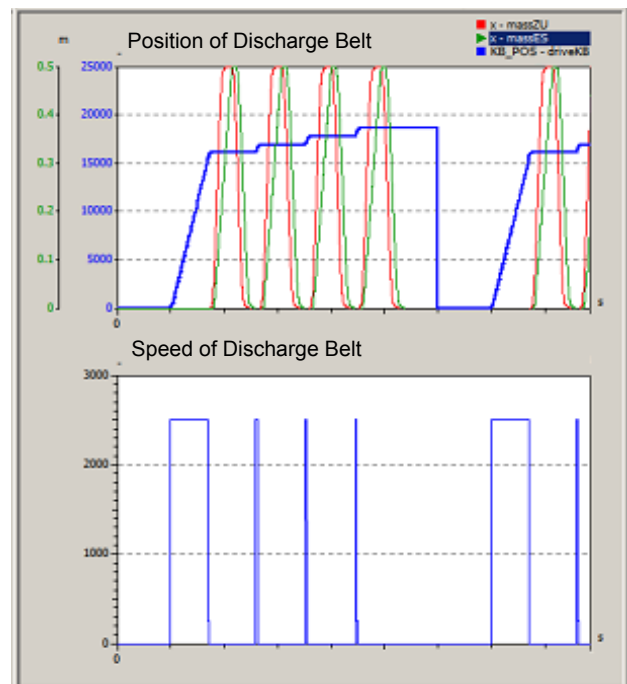 x - massZU
m Position of Discharge Belt x - massES
KB_POS - driveKB
0.5 25000
0.4 20000
0.3 15000
0.2 10000
0.1 5000
0 0
s
0
Speed of Discharge Belt
3000
2000
1000
0
s
0